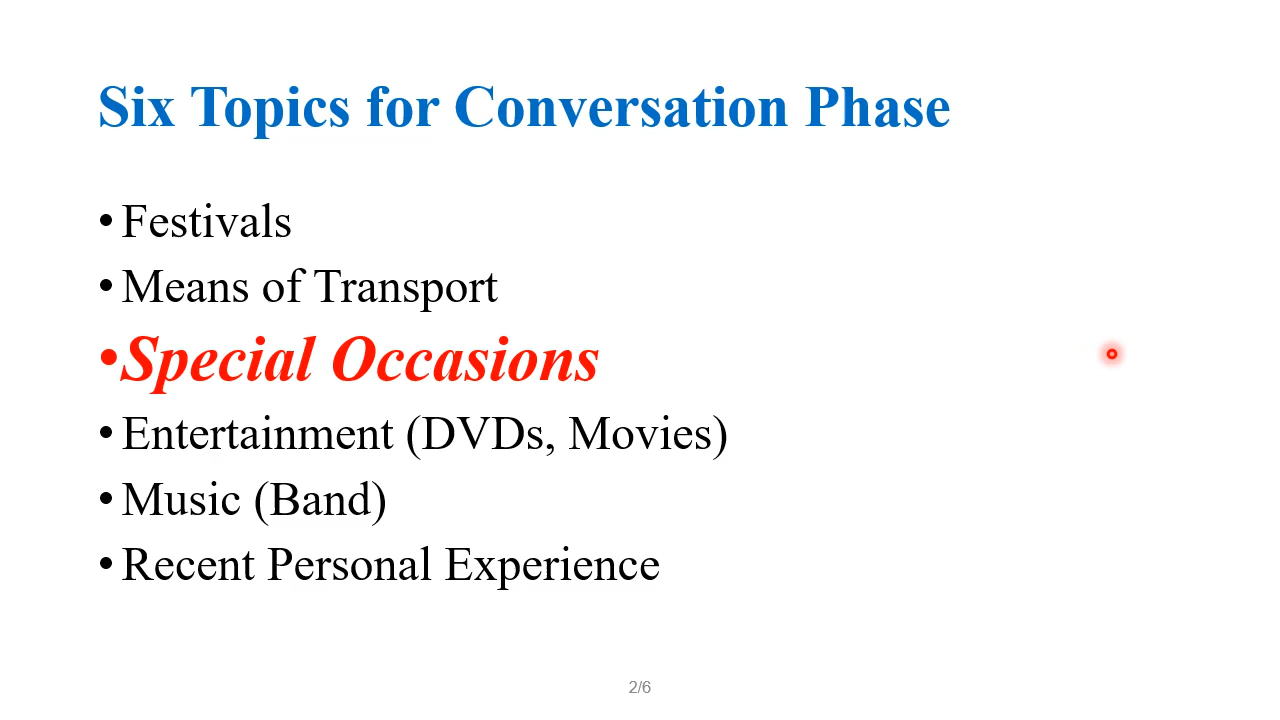 Six Topics for Conversation Phase
• Festivals
• Means of Transport
• Special Occasions
• Entertainment (DVDs, Movies)
• Music (Band)
• Recent Personal Experience
2/6